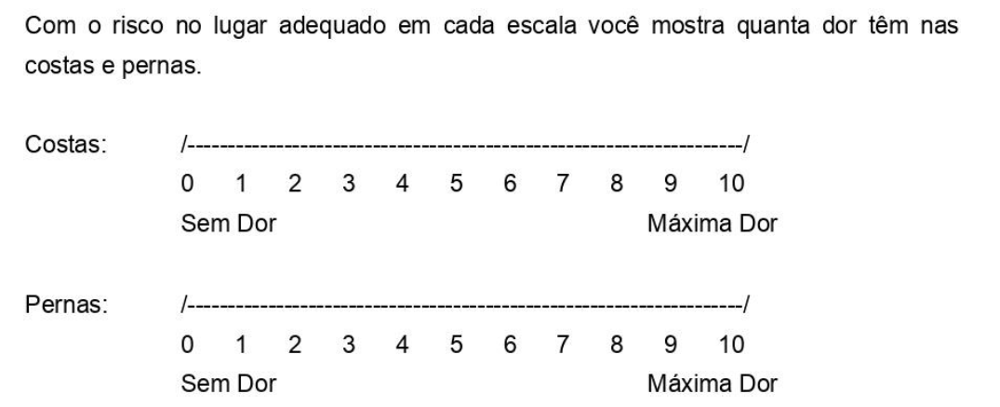 Com o risco no lugar adequado em cada escala você mostra quanta dor têm nas
costas e pernas.
Costas: /---------------------------------------------------------------------/
0 1 2 3 4 5 6 7 8 9 10
Sem Dor Máxima Dor
Pernas: /---------------------------------------------------------------------/
0 1 2 3 4 5 6 7 8 9 10
Sem Dor Máxima Dor